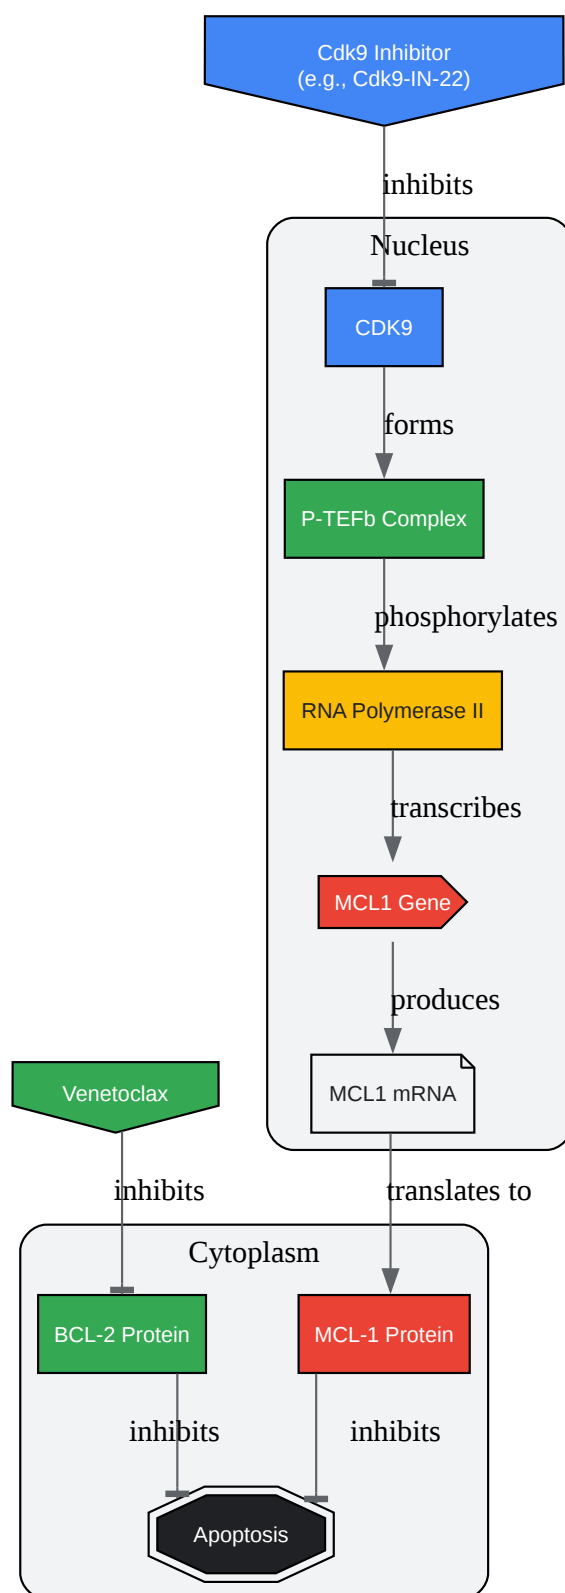 Cdk9 Inhibitor
(e.g., Cdk9-IN-22)
inhibits
Nucleus
CDK9
forms
P-TEFb Complex
phosphorylates
RNA Polymerase II
transcribes
MCL1 Gene
produces
MCL1 mRNA
Venetoclax
inhibits
translates to
Cytoplasm
BCL-2 Protein
MCL-1 Protein
inhibits
inhibits
Apoptosis